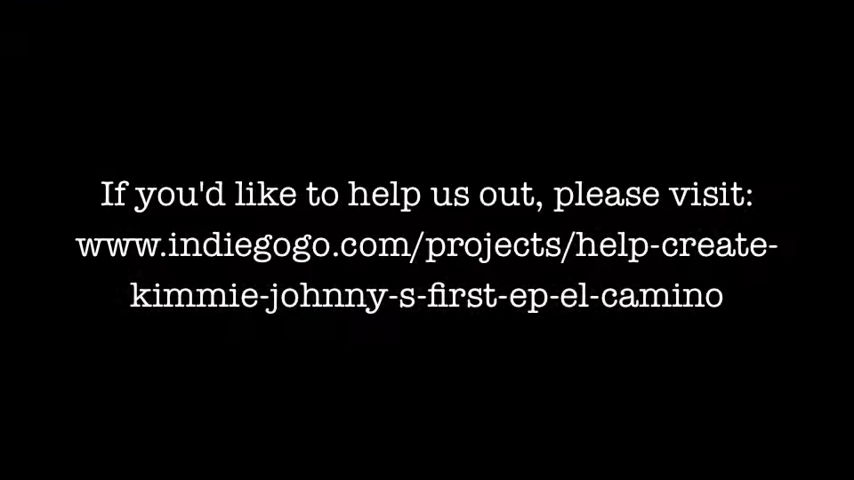 If you'd like to help us out, please visit:
www.indiegogo.com/projects/help-create-
kimmie-johnny-s-first-ep-el-camino